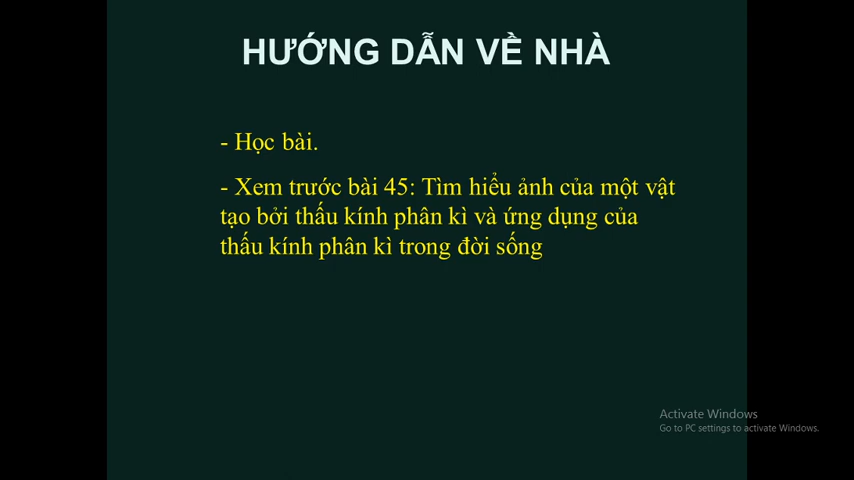 HƯỚNG DẪN VỀ NHÀ
- Học bài.
- Xem trước bài 45: Tìm hiểu ảnh của một vật
tạo bởi thấu kính phân kì và ứng dụng của
thấu kính phân kì trong đời sống
Activate Windows
Go to PC settings to activate Windows.